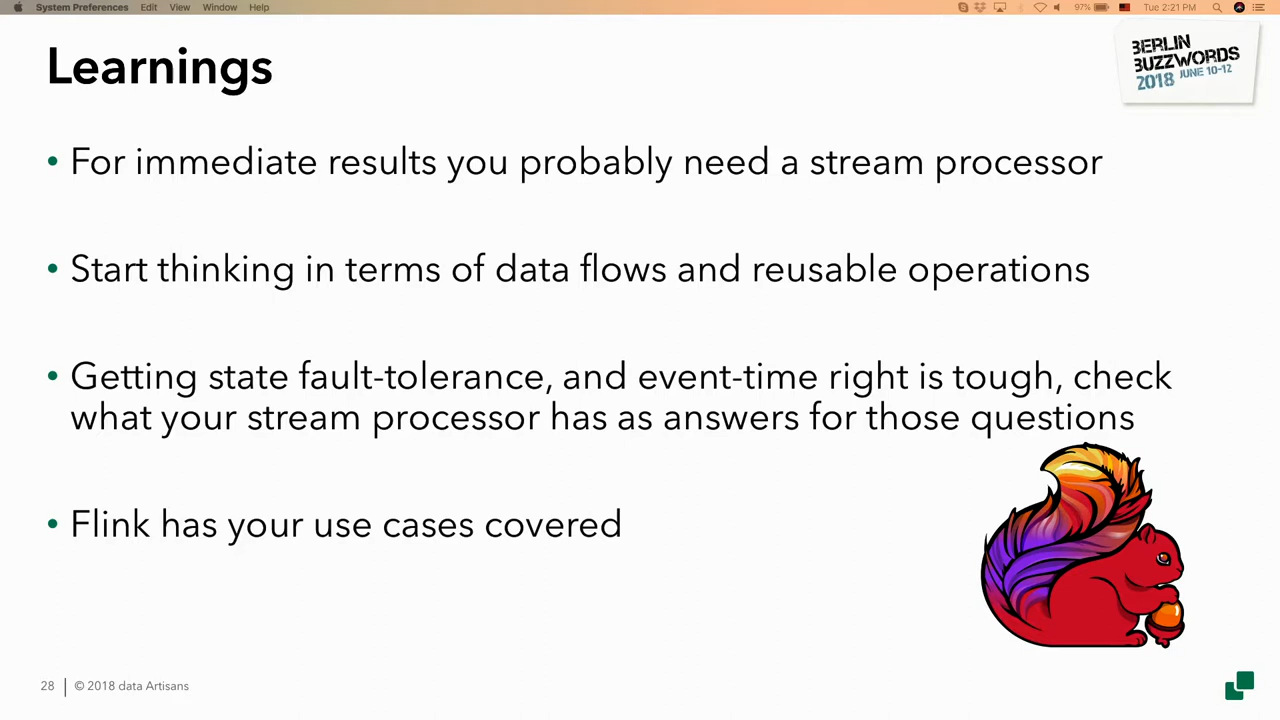 System Preferences Edit View Window Help 97% Tue 2:21 PM
Learnings
BERLIN
BUZZWORDS
2018 JUNE 10-12
• For immediate results you probably need a stream processor
• Start thinking in terms of data flows and reusable operations
• Getting state fault-tolerance, and event-time right is tough, check
what your stream processor has as answers for those questions
• Flink has your use cases covered
28 | © 2018 data Artisans